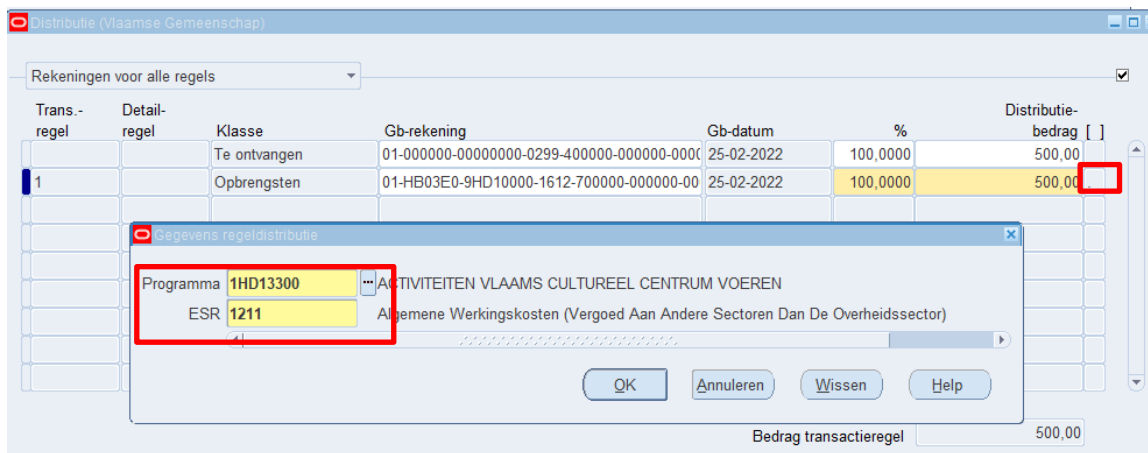 Distributie (Vlaamse Gemeenschap)
Rekeningen voor alle regels
Trans.- Detail- Distributie-
regel regel Klasse Gb-rekening Gb-datum % bedrag [ ]
Te ontvangen 01-000000-00000000-0299-400000-000000-000( 25-02-2022 100,0000 500,00
1 Opbrengsten 01-HB03E0-9HD10000-1612-700000-000000-00 25-02-2022 100,0000 500,00 .
Gegevens regeldistributie
Programma 1HD13300 ... ACTIVITEITEN VLAAMS CULTUREEL CENTRUM VOEREN
ESR 1211 Algemene Werkingskosten (Vergoed Aan Andere Sectoren Dan De Overheidssector)
OK Annuleren Wissen Help
Bedrag transactieregel 500,00